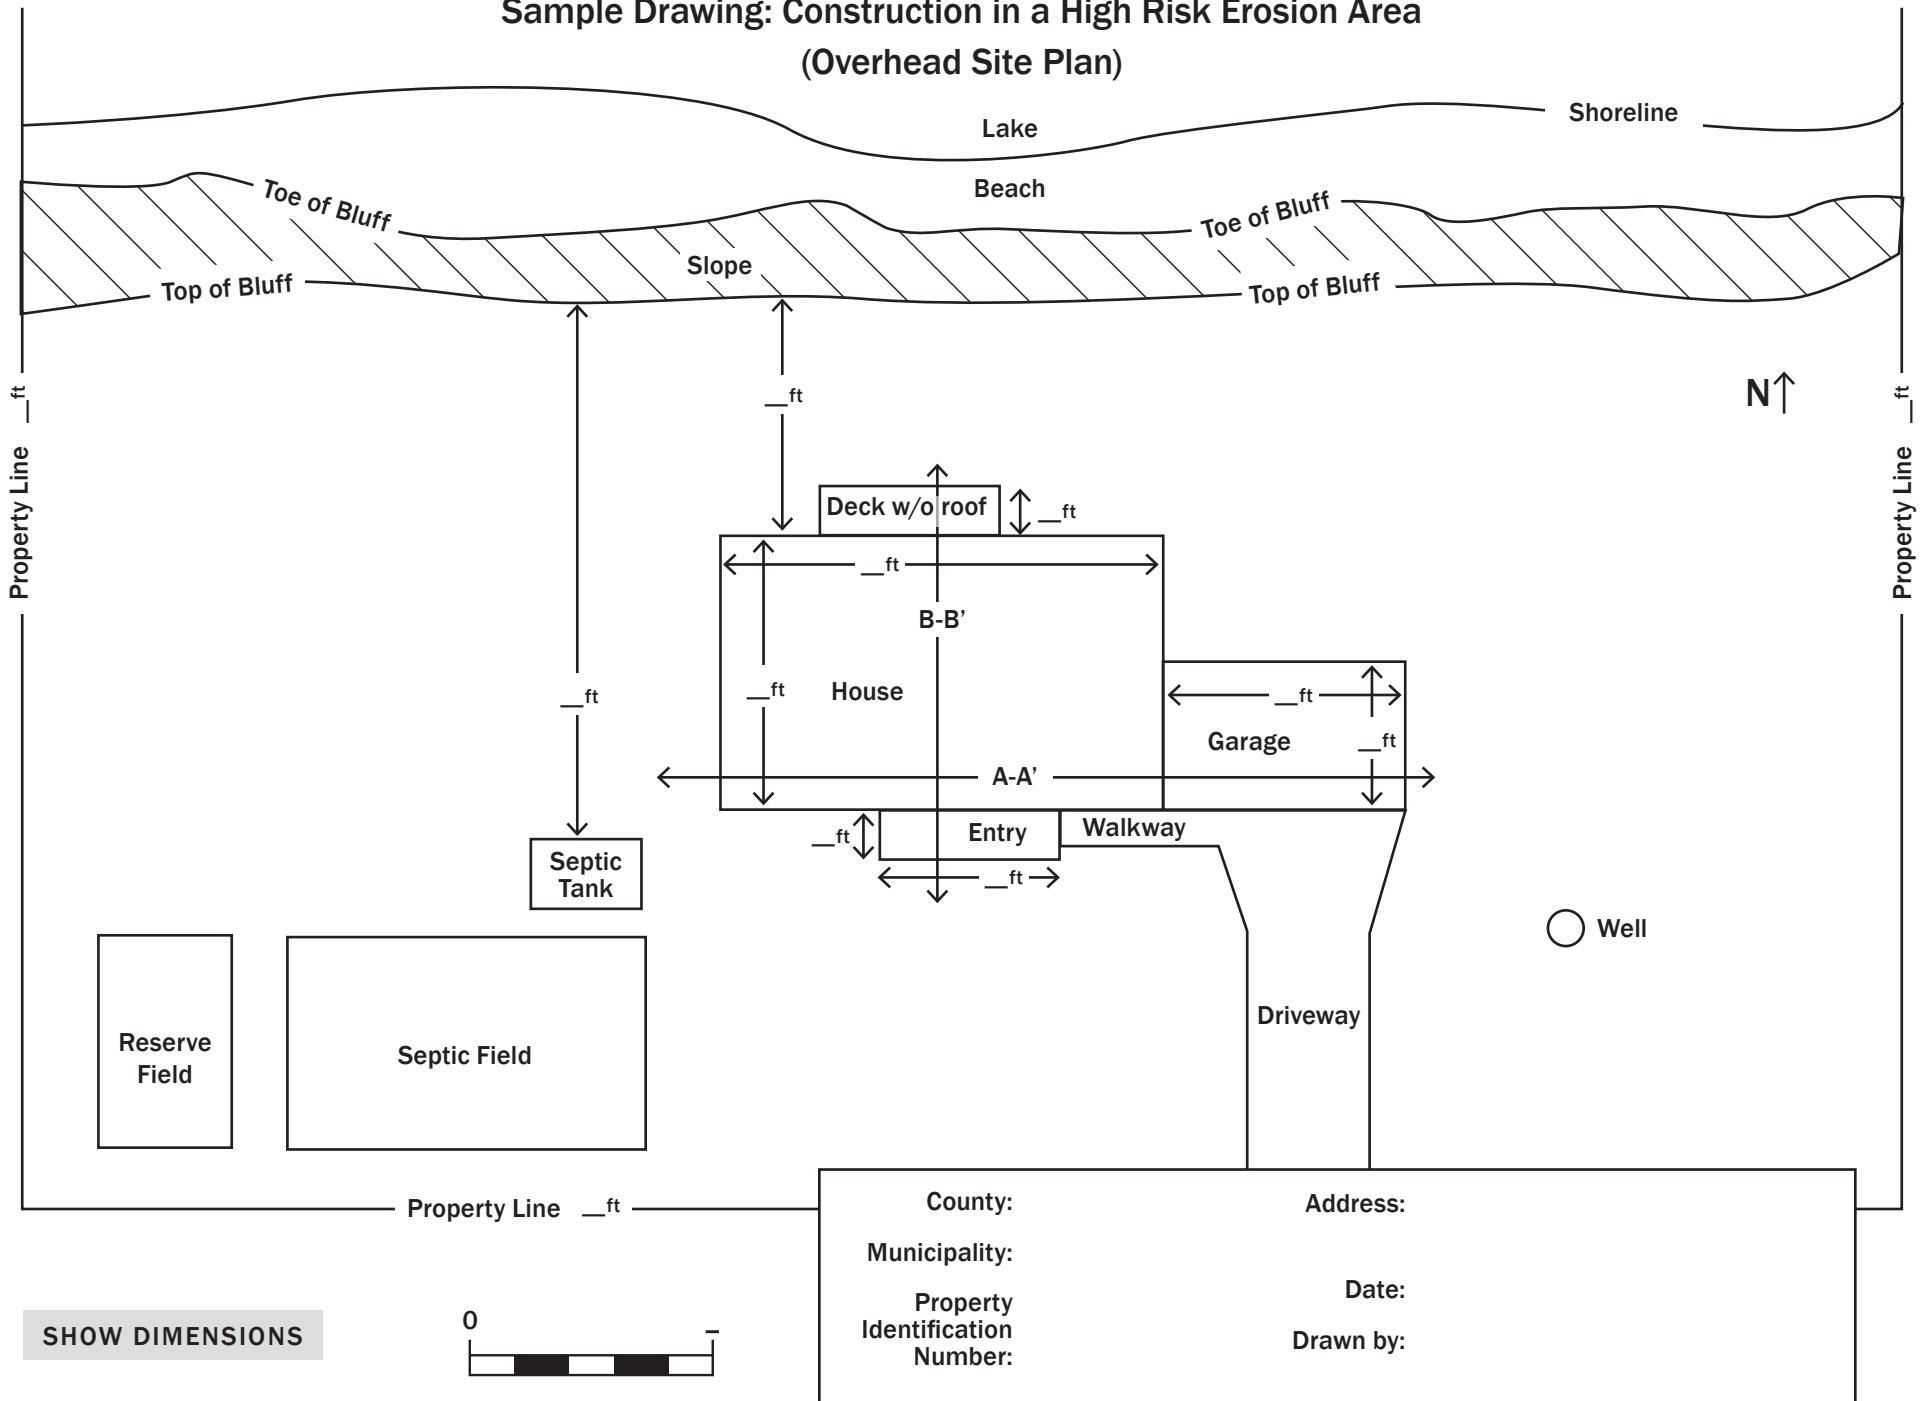 Sample Drawing: Construction in a High Risk Erosion Area
(Overhead Site Plan)
Shoreline
Lake
Beach
Toe of Bluff
Toe of Bluff
Slope
Top of Bluff
Top of Bluff
__ft
__ft
__ft
N
Property Line
Property Line
Deck w/o roof
__ft
__ft
B-B’
__ft
House
__ft
__ft
Garage
__ft
A-A’
__ft
Entry
Walkway
__ft
Septic
Tank
Well
Driveway
Reserve
Field
Septic Field
Property Line __ft
County:
Address:
Municipality:
Date:
Property
Identification
Number:
Drawn by:
SHOW DIMENSIONS
0
_